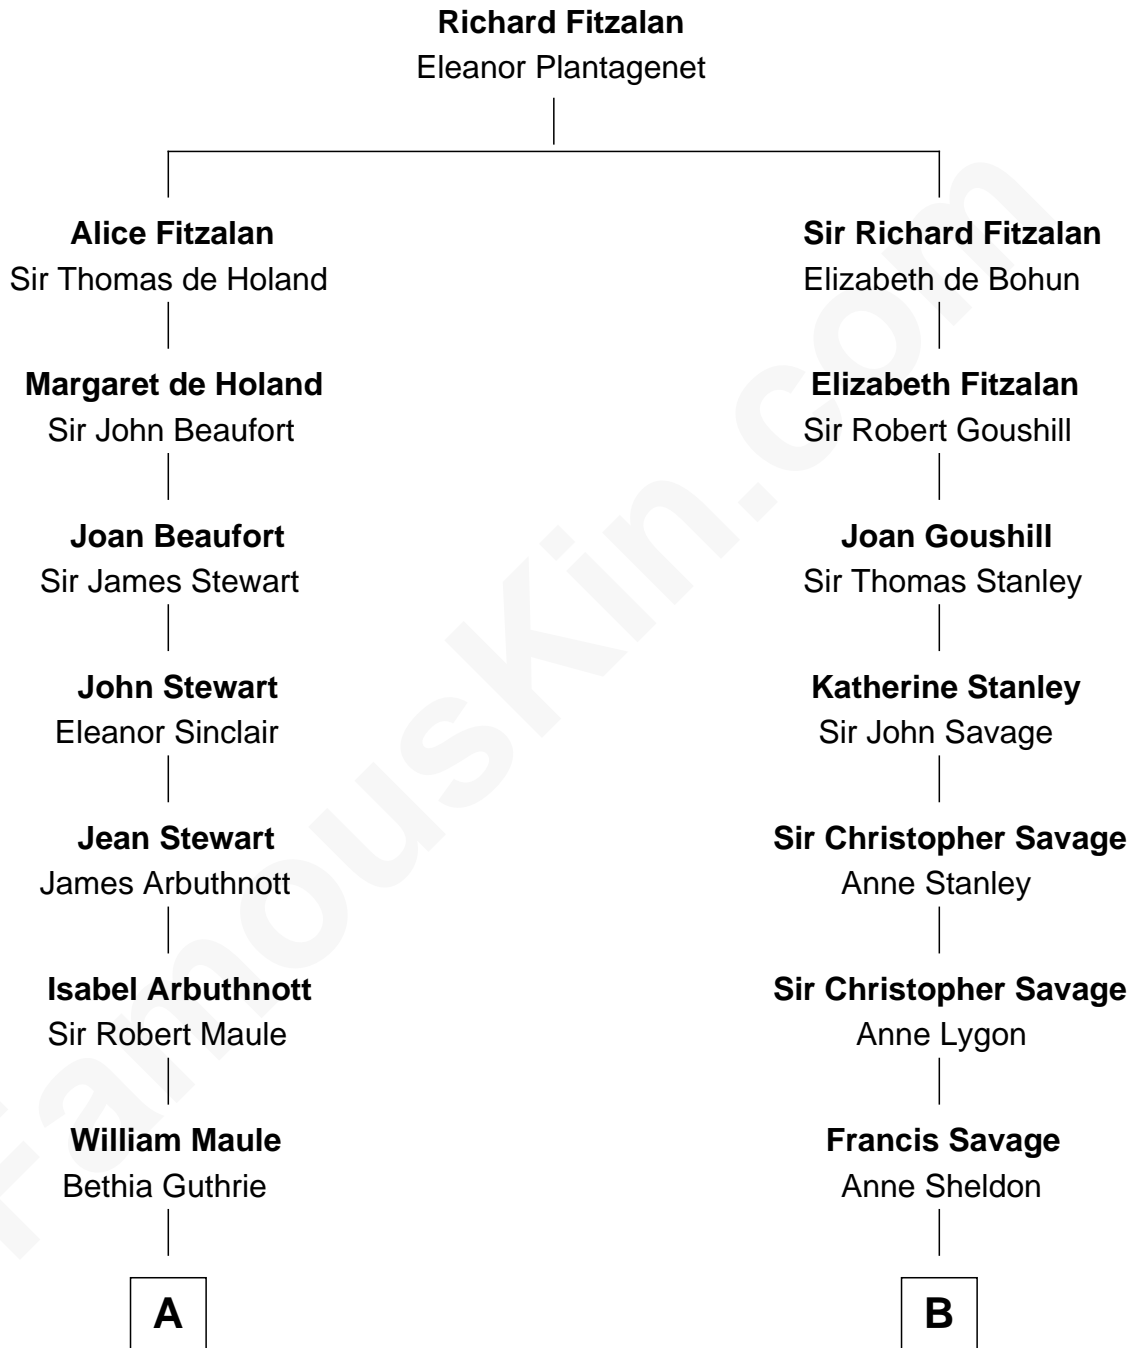 Richard Fitzalan
Eleanor Plantagenet
Alice Fitzalan
Sir Thomas de Holand
Sir Richard Fitzalan
Elizabeth de Bohun
Margaret de Holand
Sir John Beaufort
Elizabeth Fitzalan
Sir Robert Goushill
Joan Beaufort
Sir James Stewart
Joan Goushill
Sir Thomas Stanley
John Stewart
Eleanor Sinclair
Katherine Stanley
Sir John Savage
Jean Stewart
James Arbuthnott
Sir Christopher Savage
Anne Stanley
Isabel Arbuthnott
Sir Robert Maule
Sir Christopher Savage
Anne Lygon
William Maule
Bethia Guthrie
Francis Savage
Anne Sheldon
A
B
FamousKin.com